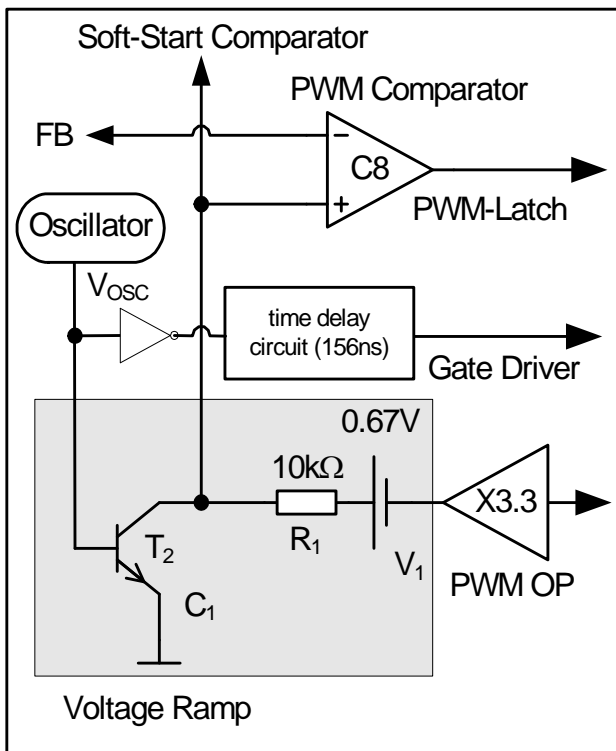 Soft-Start Comparator
PWM Comparator
FB
−
C8
+
PWM-Latch
Oscillator
VOSC
time delay
circuit (156ns)
Gate Driver
0.67V
10kΩ
X3.3
R1
T2
V1
PWM OP
C1
Voltage Ramp